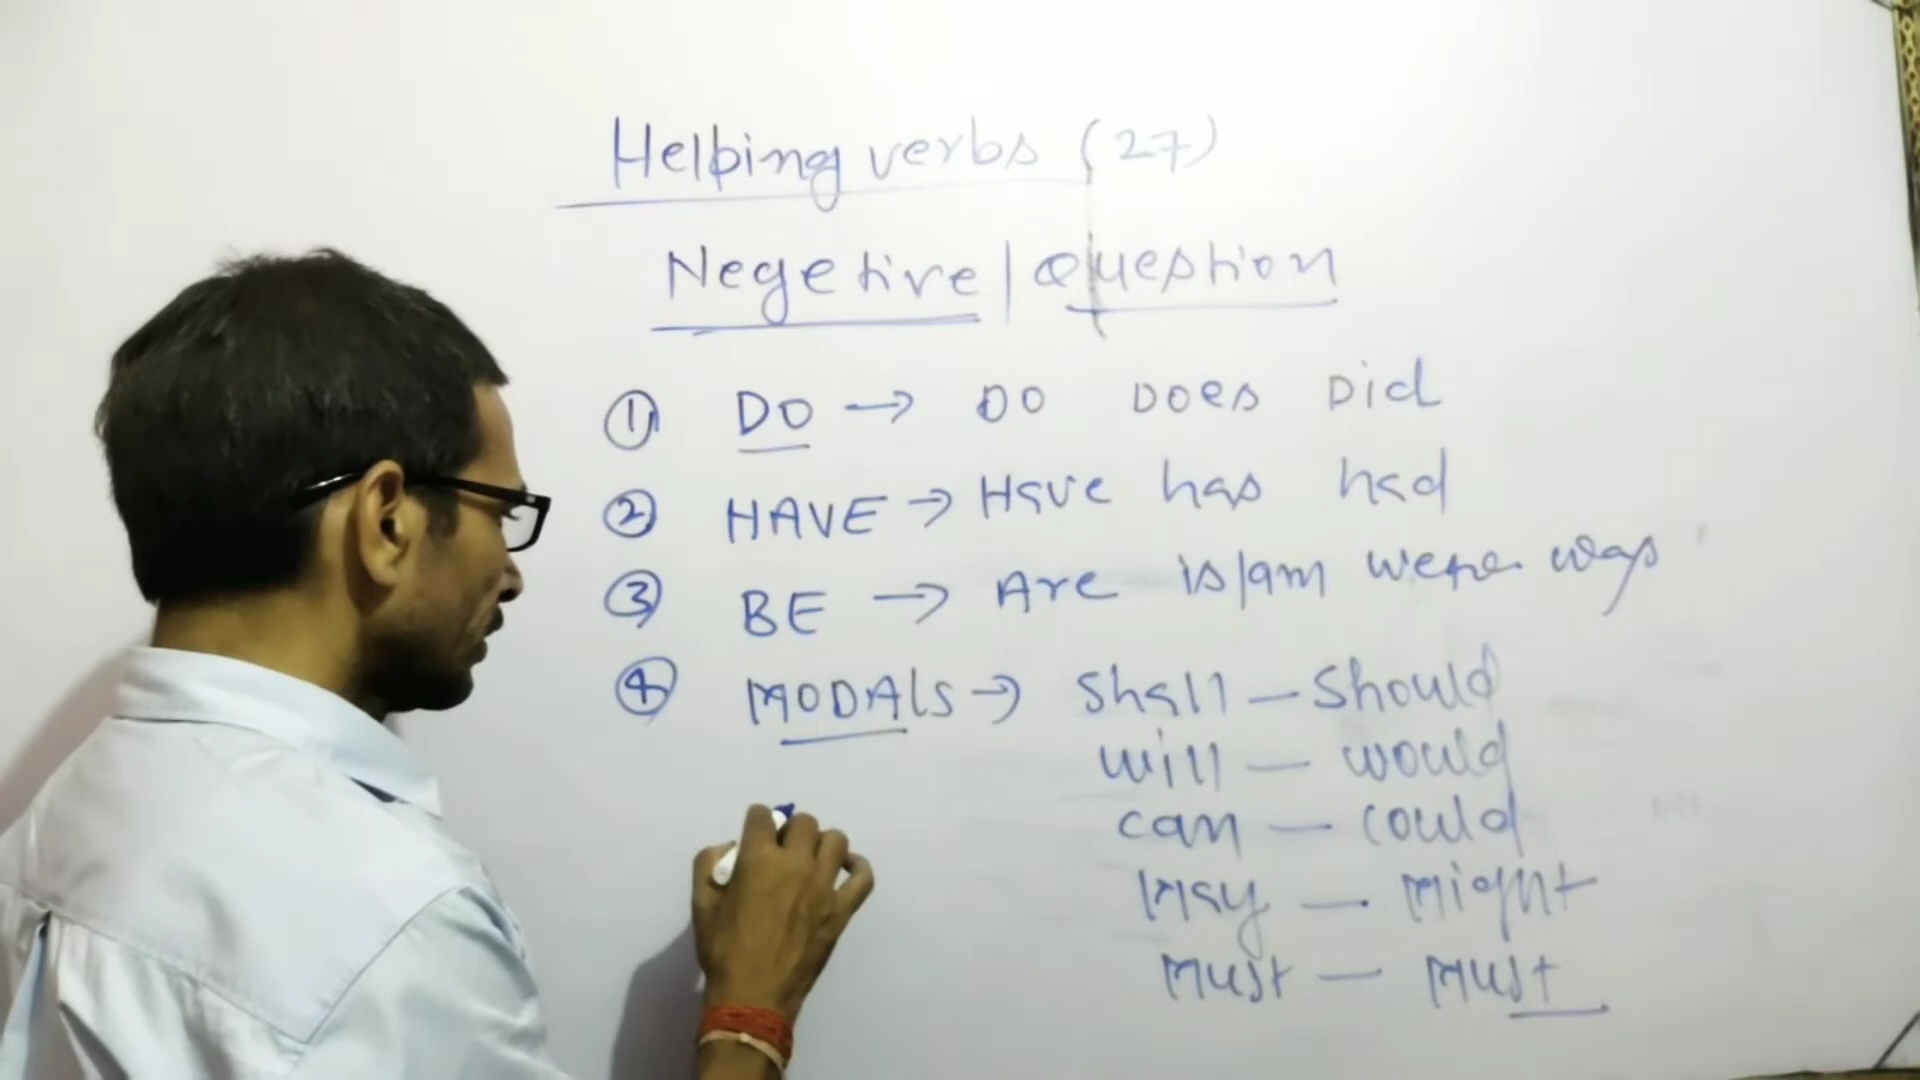 Helping verbs (27)
Negetive | Question
① DO → DO DOES Did
② HAVE → Have has had
③ BE → Are is/am were was
④ MODALS → Shall — Should
will — would
can — could
May — Might
Must — Must